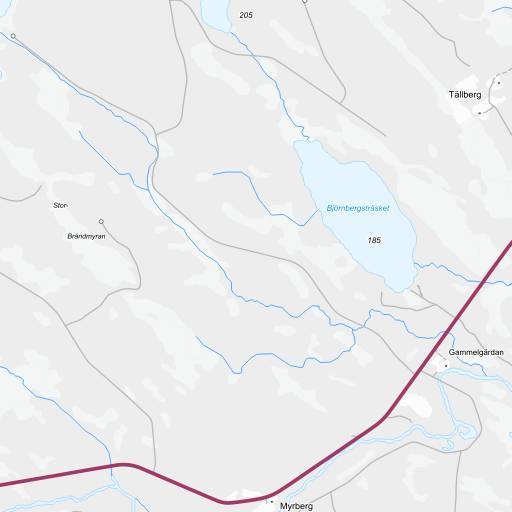 205
Tällberg
Björnbergsträsket
Stor-
Brändmyran
185
Gammelgärdan
Myrberg